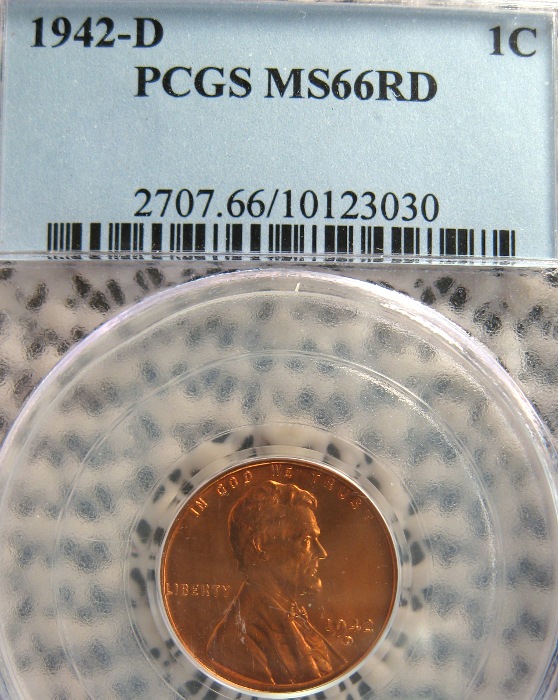 1942-D 1C
PCGS MS66RD
2707.66/10123030
IN GOD WE TRUST
LIBERTY
1942
D